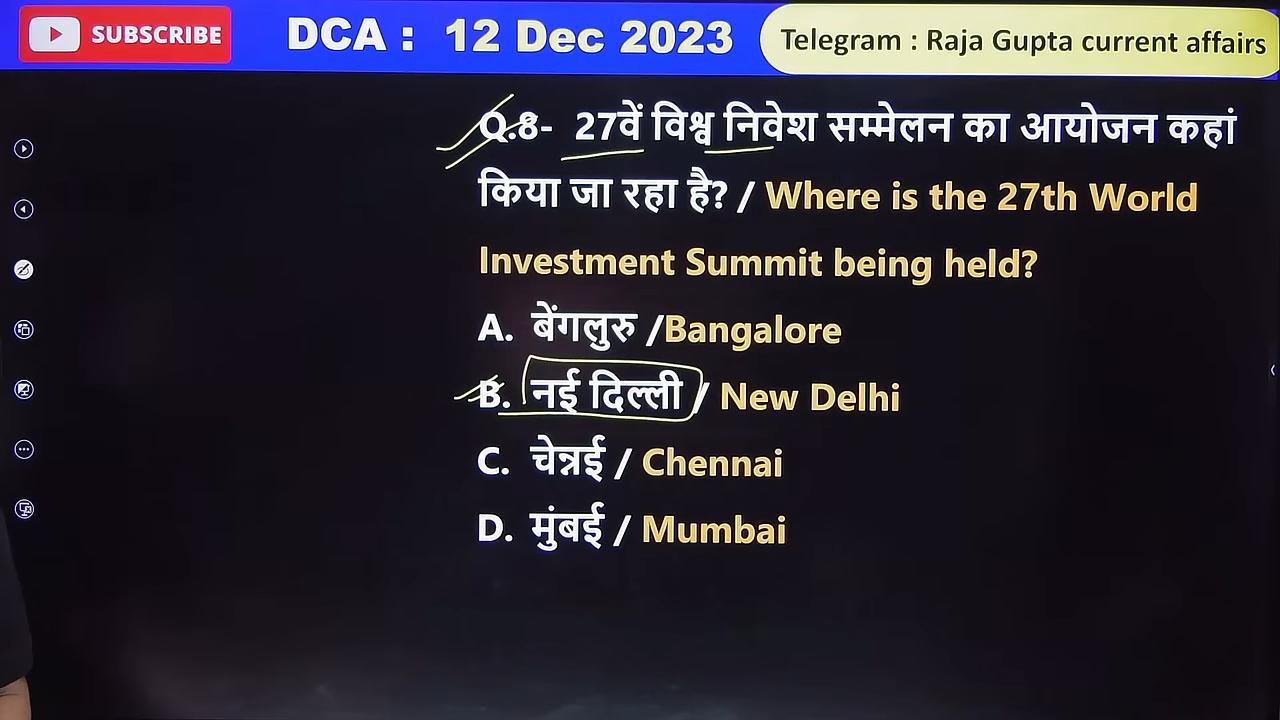 SUBSCRIBE
DCA : 12 Dec 2023
Telegram : Raja Gupta current affairs
Q.8- 27वें विश्व निवेश सम्मेलन का आयोजन कहां
किया जा रहा है? / Where is the 27th World
Investment Summit being held?
A. बेंगलुरु /Bangalore
B. नई दिल्ली / New Delhi
C. चेन्नई / Chennai
D. मुंबई / Mumbai